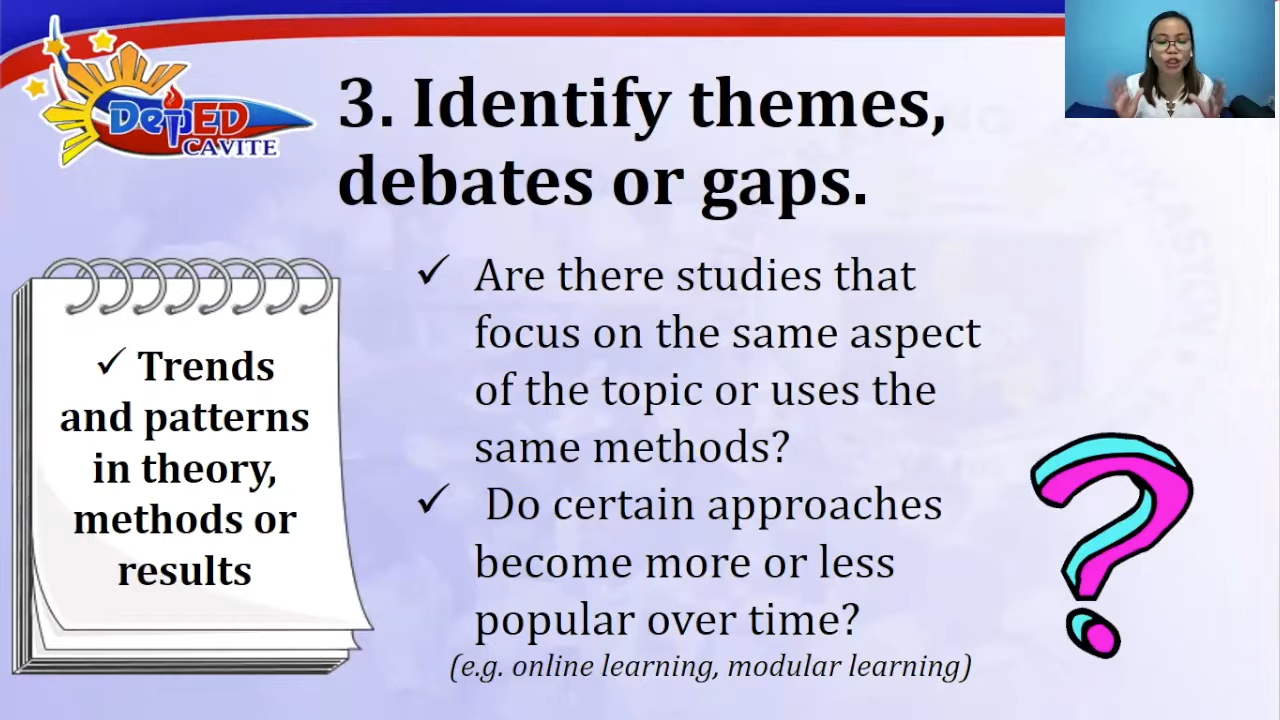 DepED
CAVITE
3. Identify themes,
debates or gaps.
✓ Trends
and patterns
in theory,
methods or
results
✓ Are there studies that
focus on the same aspect
of the topic or uses the
same methods?
✓ Do certain approaches
become more or less
popular over time?
(e.g. online learning, modular learning)